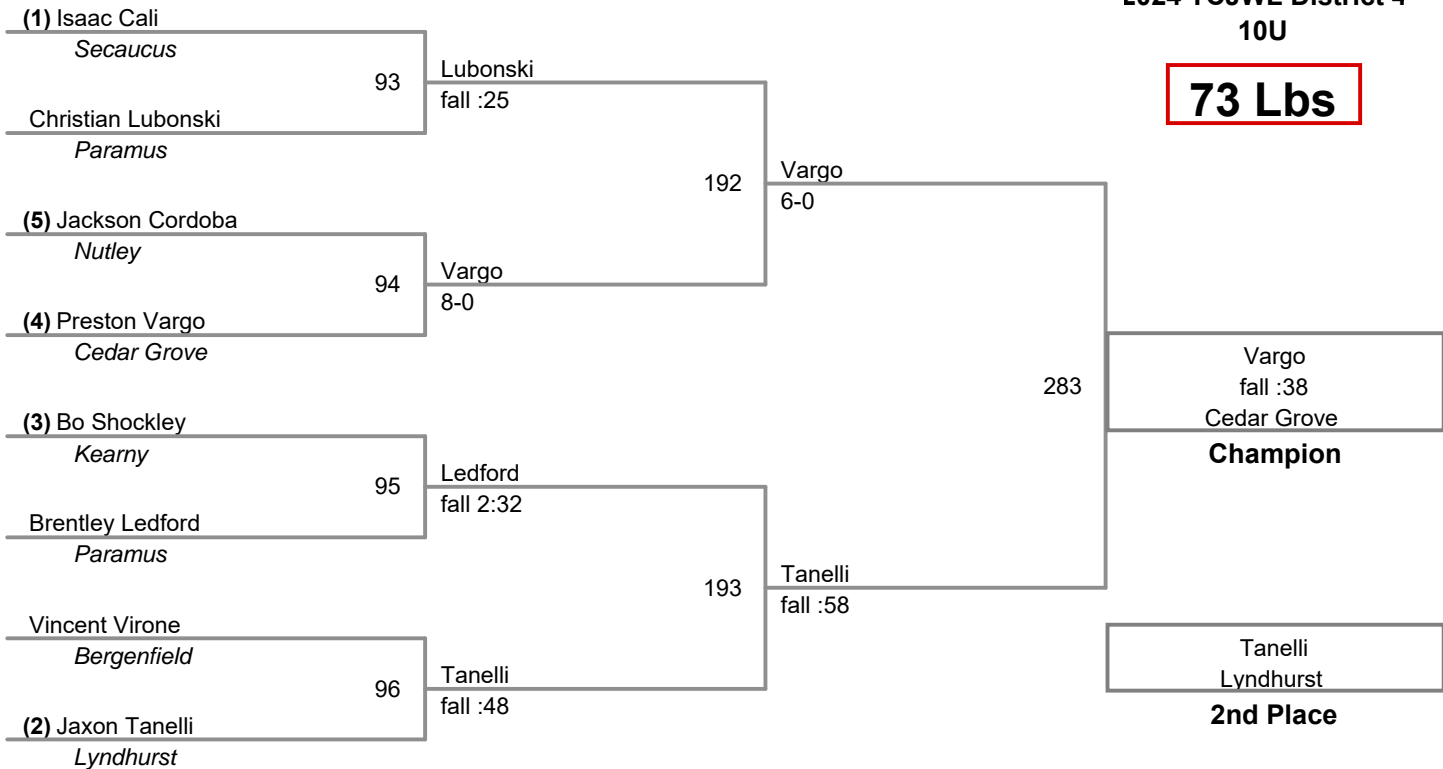 (1) Isaac Cali
Secaucus
93
Lubonski
fall :25
Christian Lubonski
Paramus
192
Vargo
6-0
(5) Jackson Cordoba
Nutley
94
Vargo
8-0
(4) Preston Vargo
Cedar Grove
283
Vargo
fall :38
Cedar Grove
Champion
(3) Bo Shockley
Kearny
95
Ledford
fall 2:32
Brentley Ledford
Paramus
193
Tanelli
fall :58
Vincent Virone
Bergenfield
96
Tanelli
fall :48
(2) Jaxon Tanelli
Lyndhurst
Tanelli
Lyndhurst
2nd Place
2024 District 4
10U
73 Lbs